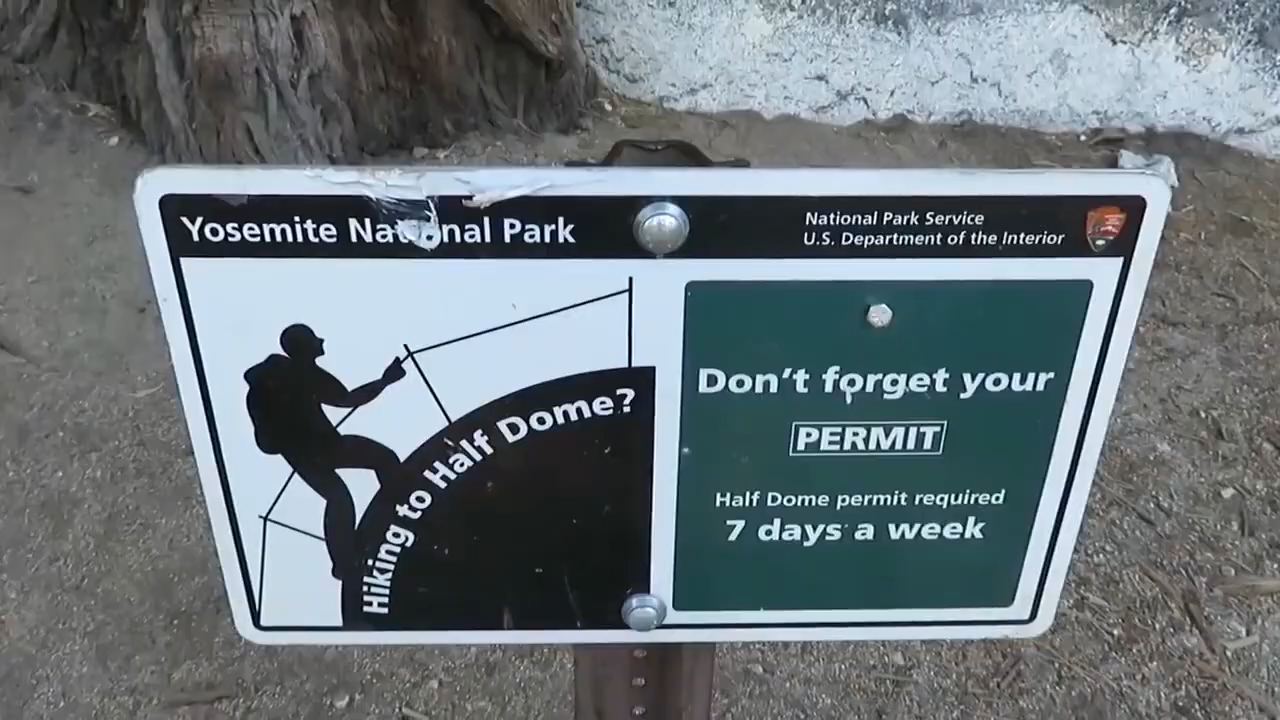 Yosemite National Park
National Park Service
U.S. Department of the Interior
Hiking to Half Dome?
Don't forget your
PERMIT
Half Dome permit required
7 days a week